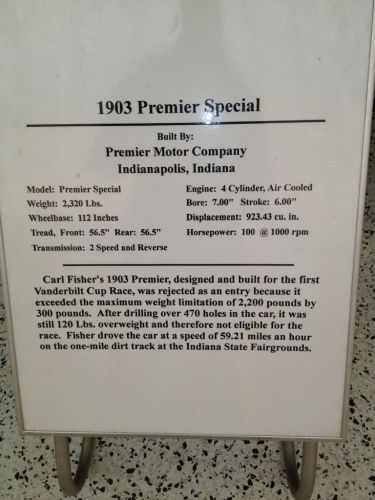 1903 Premier Special
Built By:
Premier Motor Company
Indianapolis, Indiana
Model: Premier Special
Weight: 2,320 Lbs.
Wheelbase: 112 Inches
Tread, Front: 56.5" Rear: 56.5"
Transmission: 2 Speed and Reverse
Engine: 4 Cylinder, Air Cooled
Bore: 7.00" Stroke: 6.00"
Displacement: 923.43 cu. in.
Horsepower: 100 @ 1000 rpm
Carl Fisher's 1903 Premier, designed and built for the first
Vanderbilt Cup Race, was rejected as an entry because it
exceeded the maximum weight limitation of 2,200 pounds by
300 pounds. After drilling over 470 holes in the car, it was
still 120 Lbs. overweight and therefore not eligible for the
race. Fisher drove the car at a speed of 59.21 miles an hour
on the one-mile dirt track at the Indiana State Fairgrounds.